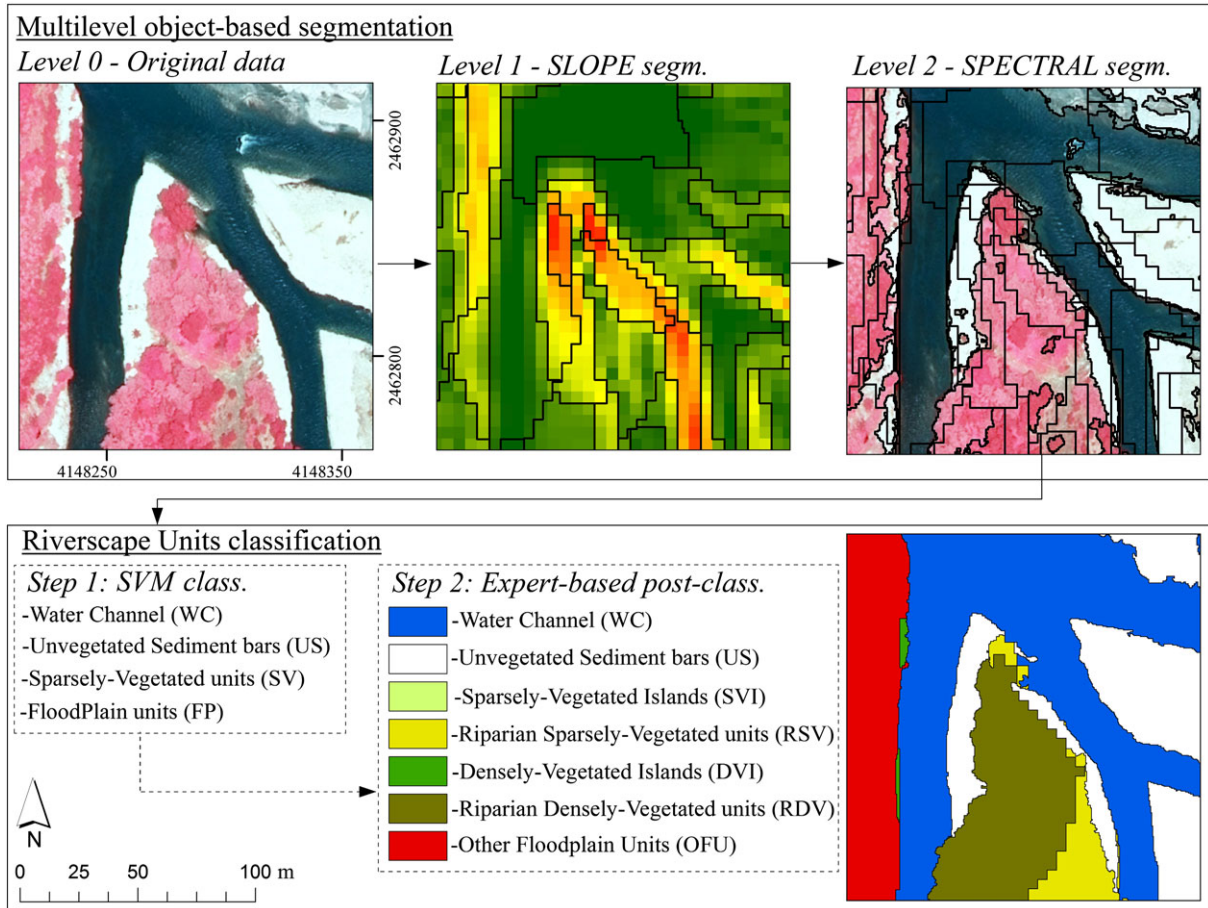 Multilevel object-based segmentation
Level 0 - Original data
Level 1 - SLOPE segm.
Level 2 - SPECTRAL segm.
2462900
2462800
4148250
4148350
Riverscape Units classification
Step 1: SVM class.
-Water Channel (WC)
-Unvegetated Sediment bars (US)
-Sparsely-Vegetated units (SV)
-FloodPlain units (FP)
Step 2: Expert-based post-class.
-Water Channel (WC)
-Unvegetated Sediment bars (US)
-Sparsely-Vegetated Islands (SVI)
-Riparian Sparsely-Vegetated units (RSV)
-Densely-Vegetated Islands (DVI)
-Riparian Densely-Vegetated units (RDV)
-Other Floodplain Units (OFU)
N
0 25 50 100 m